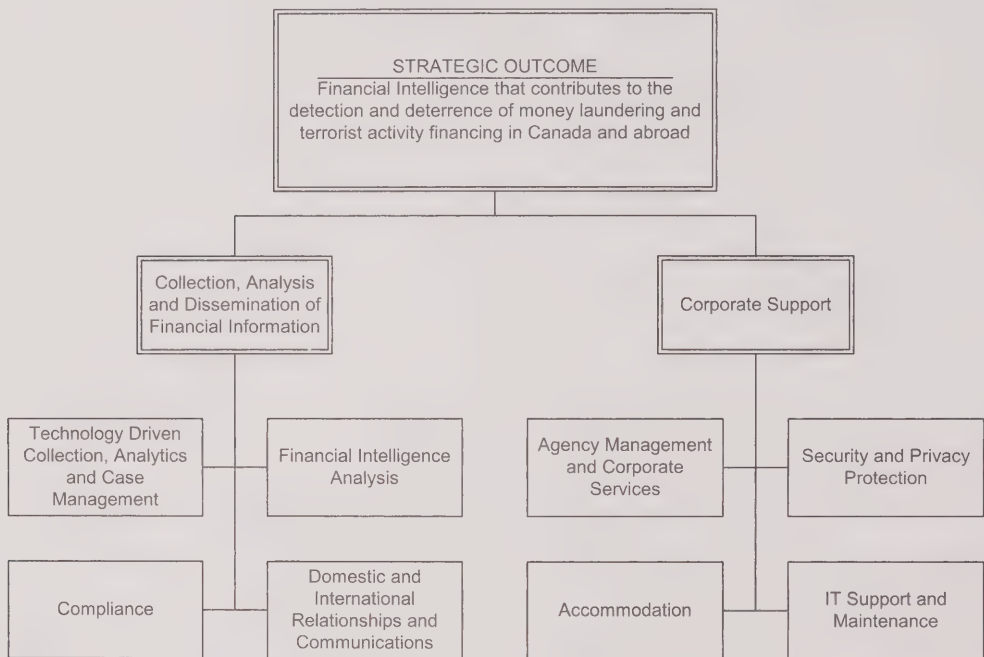 STRATEGIC OUTCOME
Financial Intelligence that contributes to the
detection and deterrence of money laundering and
terrorist activity financing in Canada and abroad
Collection, Analysis
and Dissemination of
Financial Information
Corporate Support
Technology Driven
Collection, Analytics
and Case
Management
Financial Intelligence
Analysis
Agency Management
and Corporate
Services
Security and Privacy
Protection
Compliance
Domestic and
International
Relationships and
Communications
Accommodation
IT Support and
Maintenance